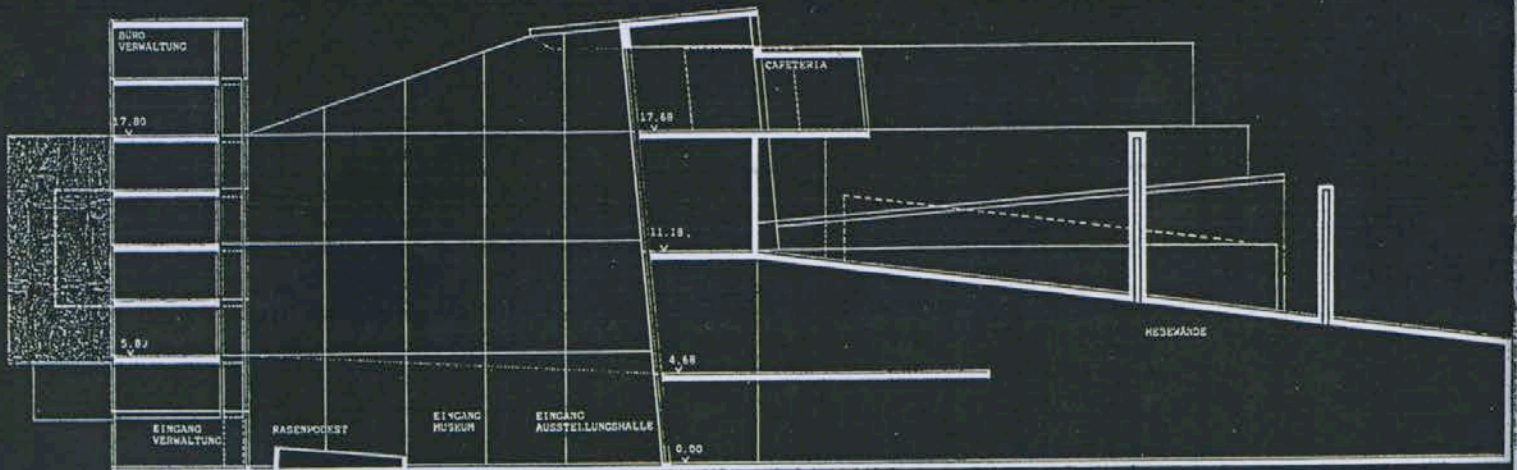 BÜRO
VERWALTUNG
CAFETERIA
17.80
17.68
11.18.
HEBEWÄNDE
5.80
4.68
EINGANG
VERWALTUNG
RASENPODEST
EINGANG
MUSEUM
EINGANG
AUSSTELLUNGSHALLE
0.00